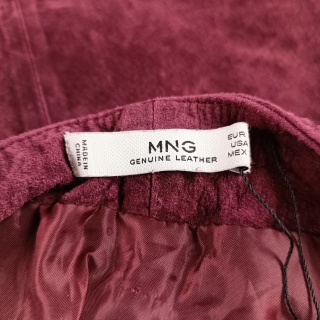 MADE IN
CHINA
MNG
GENUINE LEATHER
EUR
USA
MEX